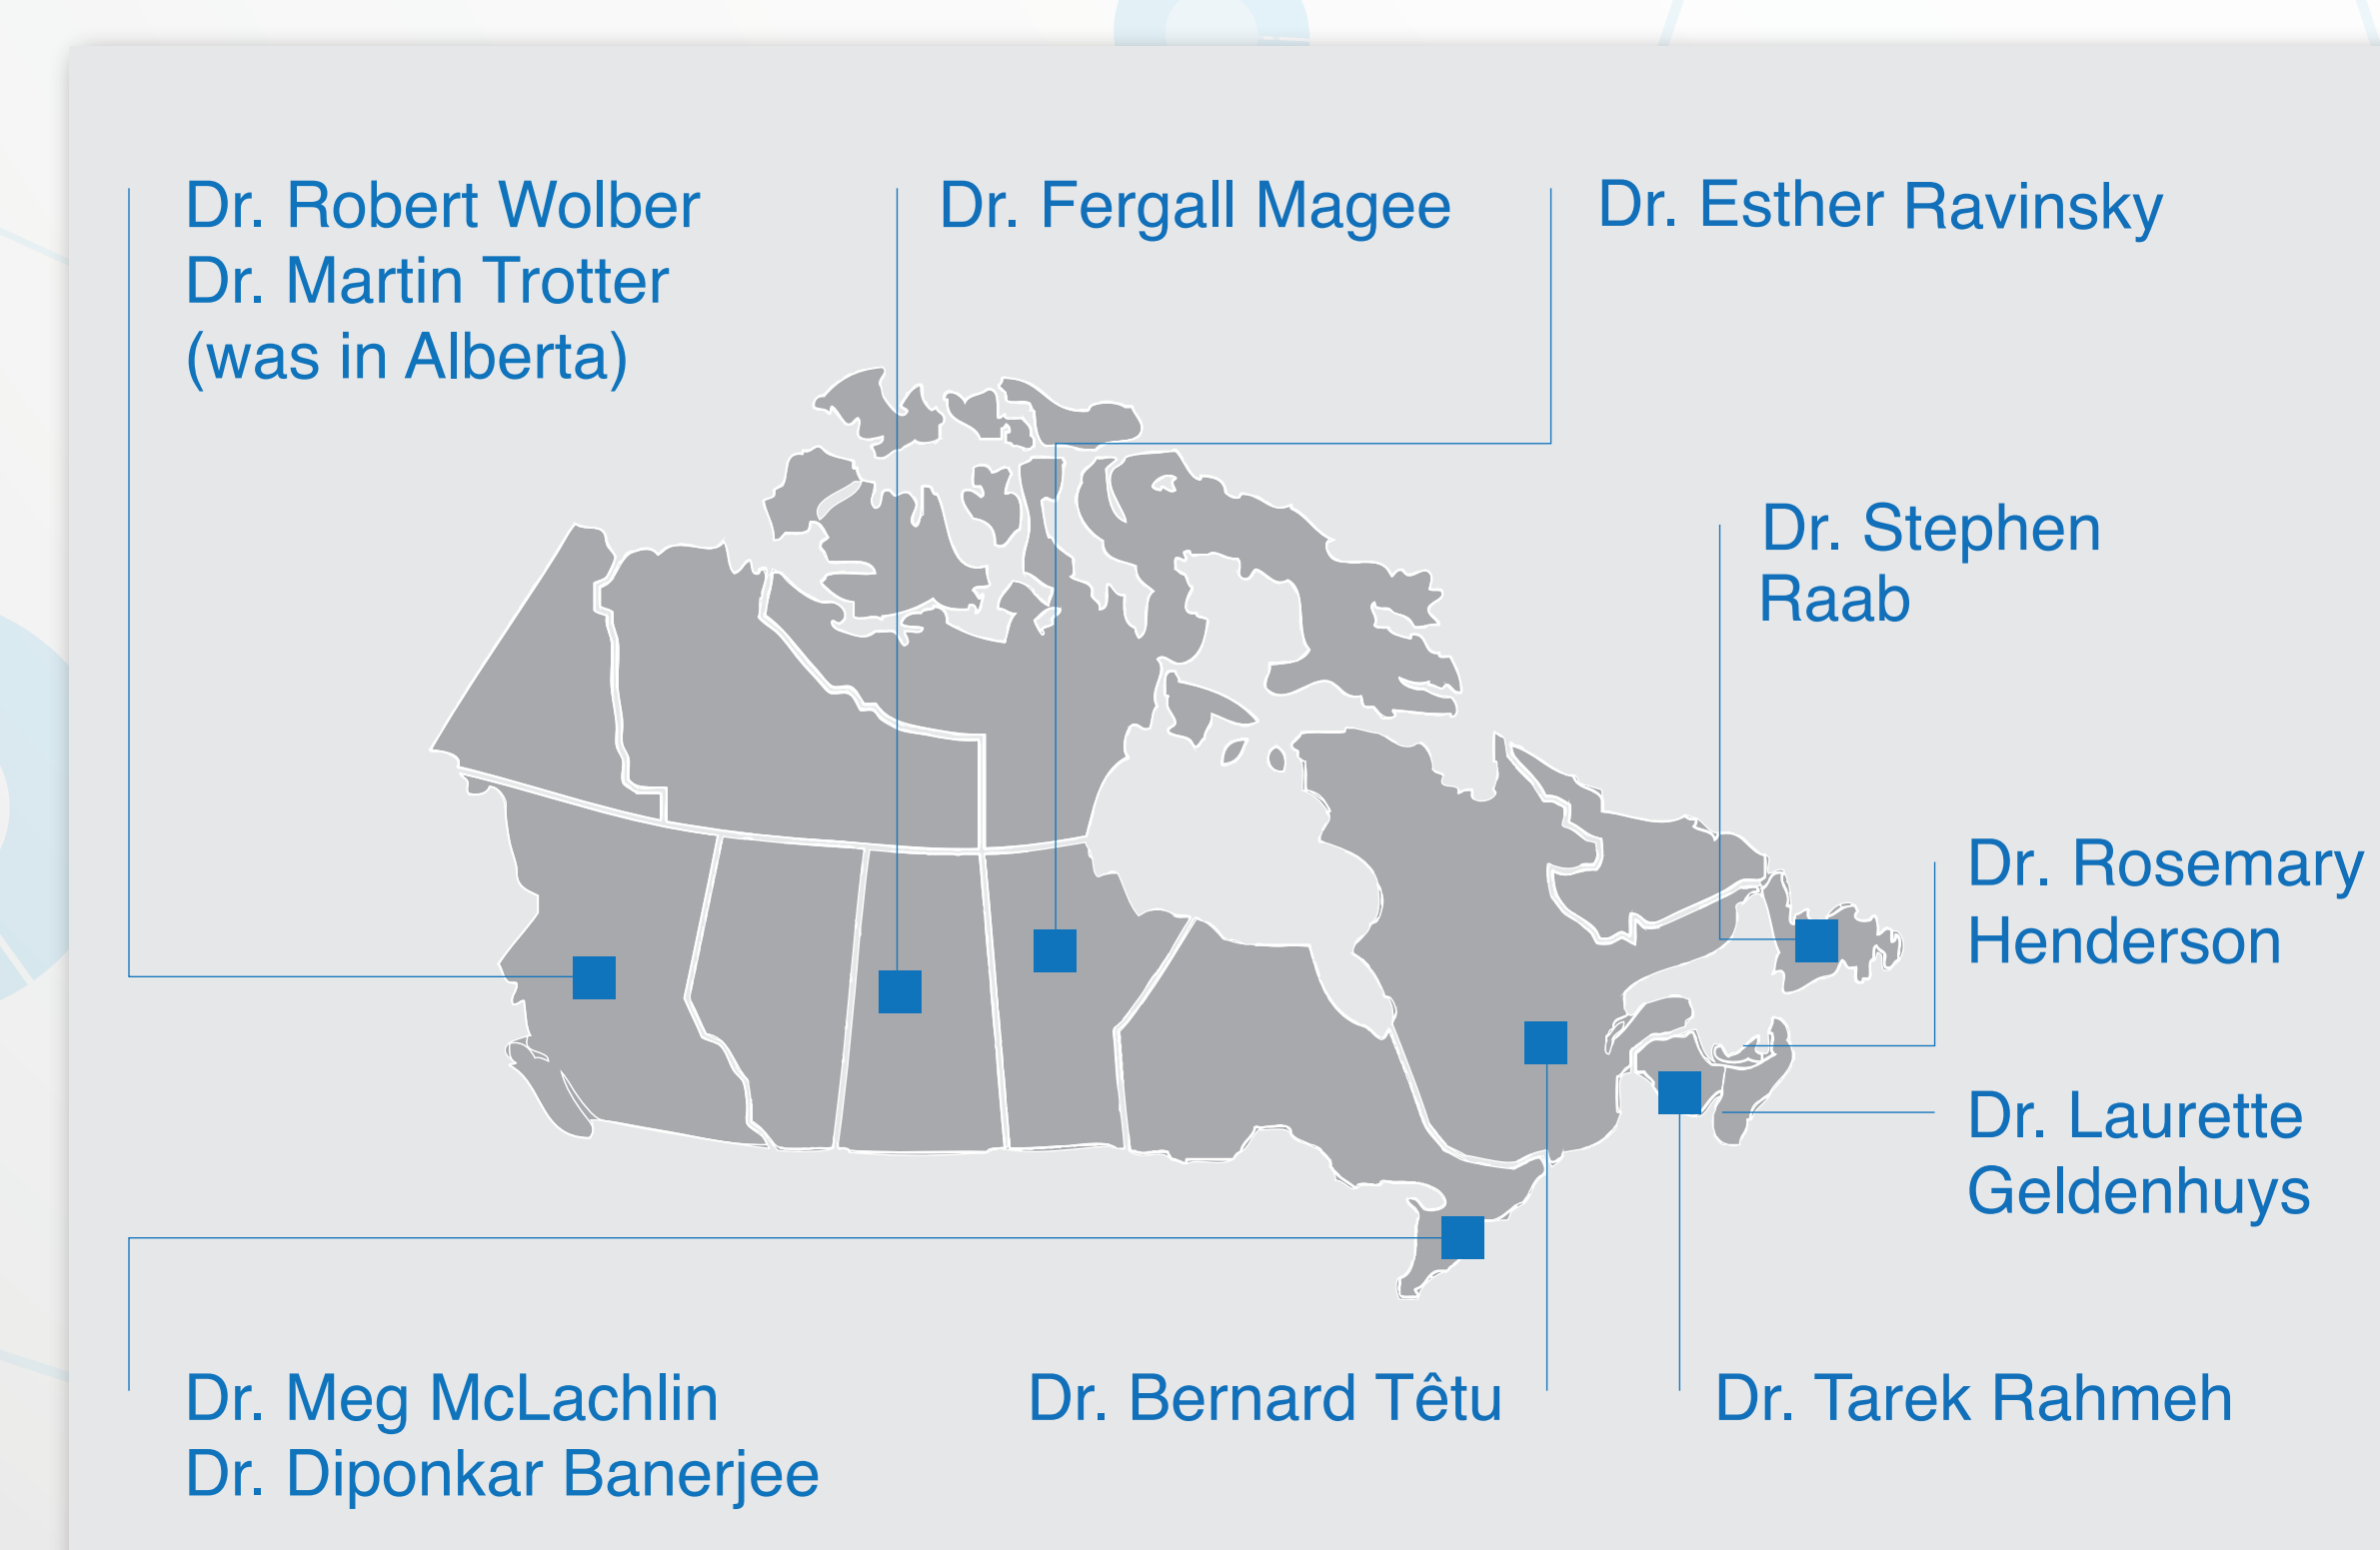 Dr. Robert Wolber
Dr. Martin Trotter
(was in Alberta)
Dr. Fergall Magee
Dr. Esther Ravinsky
Dr. Stephen
Raab
Dr. Rosemary
Henderson
Dr. Laurette
Geldenhuys
Dr. Meg McLachlin
Dr. Diponkar Banerjee
Dr. Bernard Têtu
Dr. Tarek Rahmeh